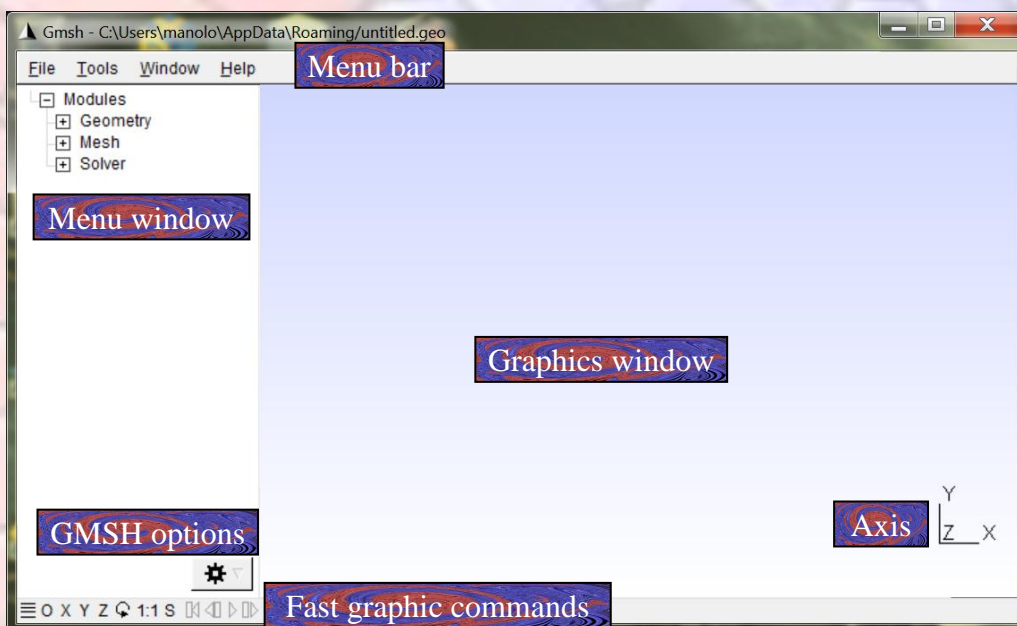 Gmsh - C:\Users\manolo\AppData\Roaming/untitled.geo
File Tools Window Help
Menu bar
Modules
Geometry
Mesh
Solver
Menu window
Graphics window
GMSH options
Axis
Y
Z X
O X Y Z 1:1 S
Fast graphic commands